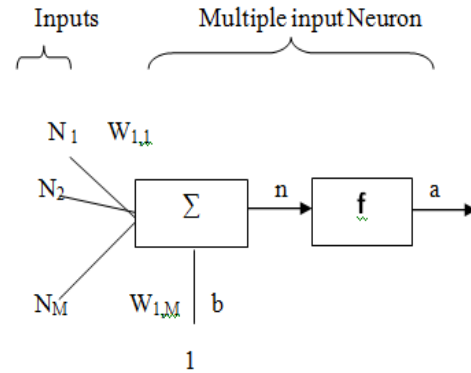 Inputs Multiple input Neuron
N1 W1,1
N2 Σ n f a
NM W1,M b
1